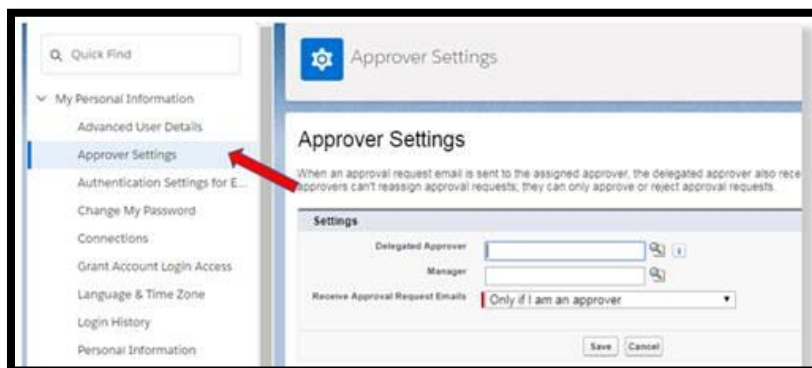 Quick Find
My Personal Information
Advanced User Details
Approver Settings
Authentication Settings for E...
Change My Password
Connections
Grant Account Login Access
Language & Time Zone
Login History
Personal Information
Approver Settings
Approver Settings
When an approval request email is sent to the assigned approver, the delegated approver also rece
approvers can't reassign approval requests; they can only approve or reject approval requests.
Settings
Delegated Approver
Manager
Receive Approval Request Emails Only if I am an approver
Save Cancel